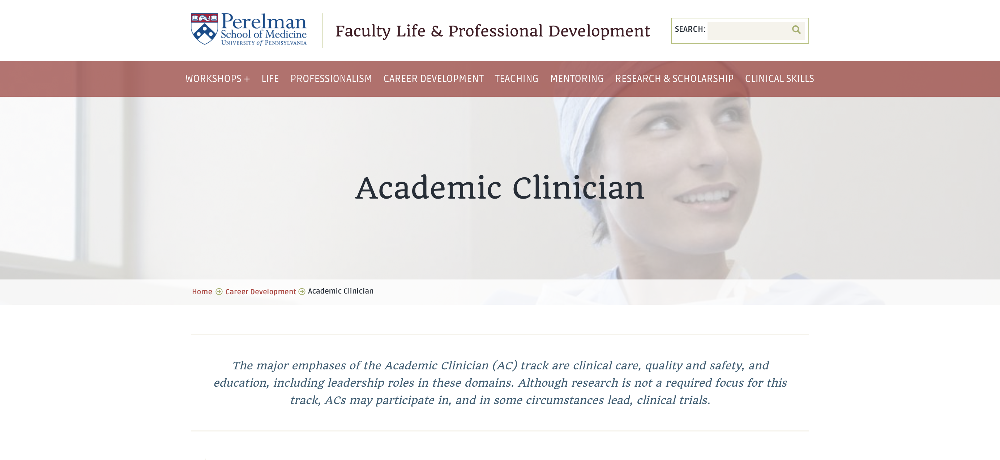 Perelman
School of Medicine
University of Pennsylvania
Faculty Life & Professional Development
SEARCH:
WORKSHOPS + LIFE PROFESSIONALISM CAREER DEVELOPMENT TEACHING MENTORING RESEARCH & SCHOLARSHIP CLINICAL SKILLS
Academic Clinician
Home Career Development Academic Clinician
The major emphases of the Academic Clinician (AC) track are clinical care, quality and safety, and
education, including leadership roles in these domains. Although research is not a required focus for this
track, ACs may participate in, and in some circumstances lead, clinical trials.